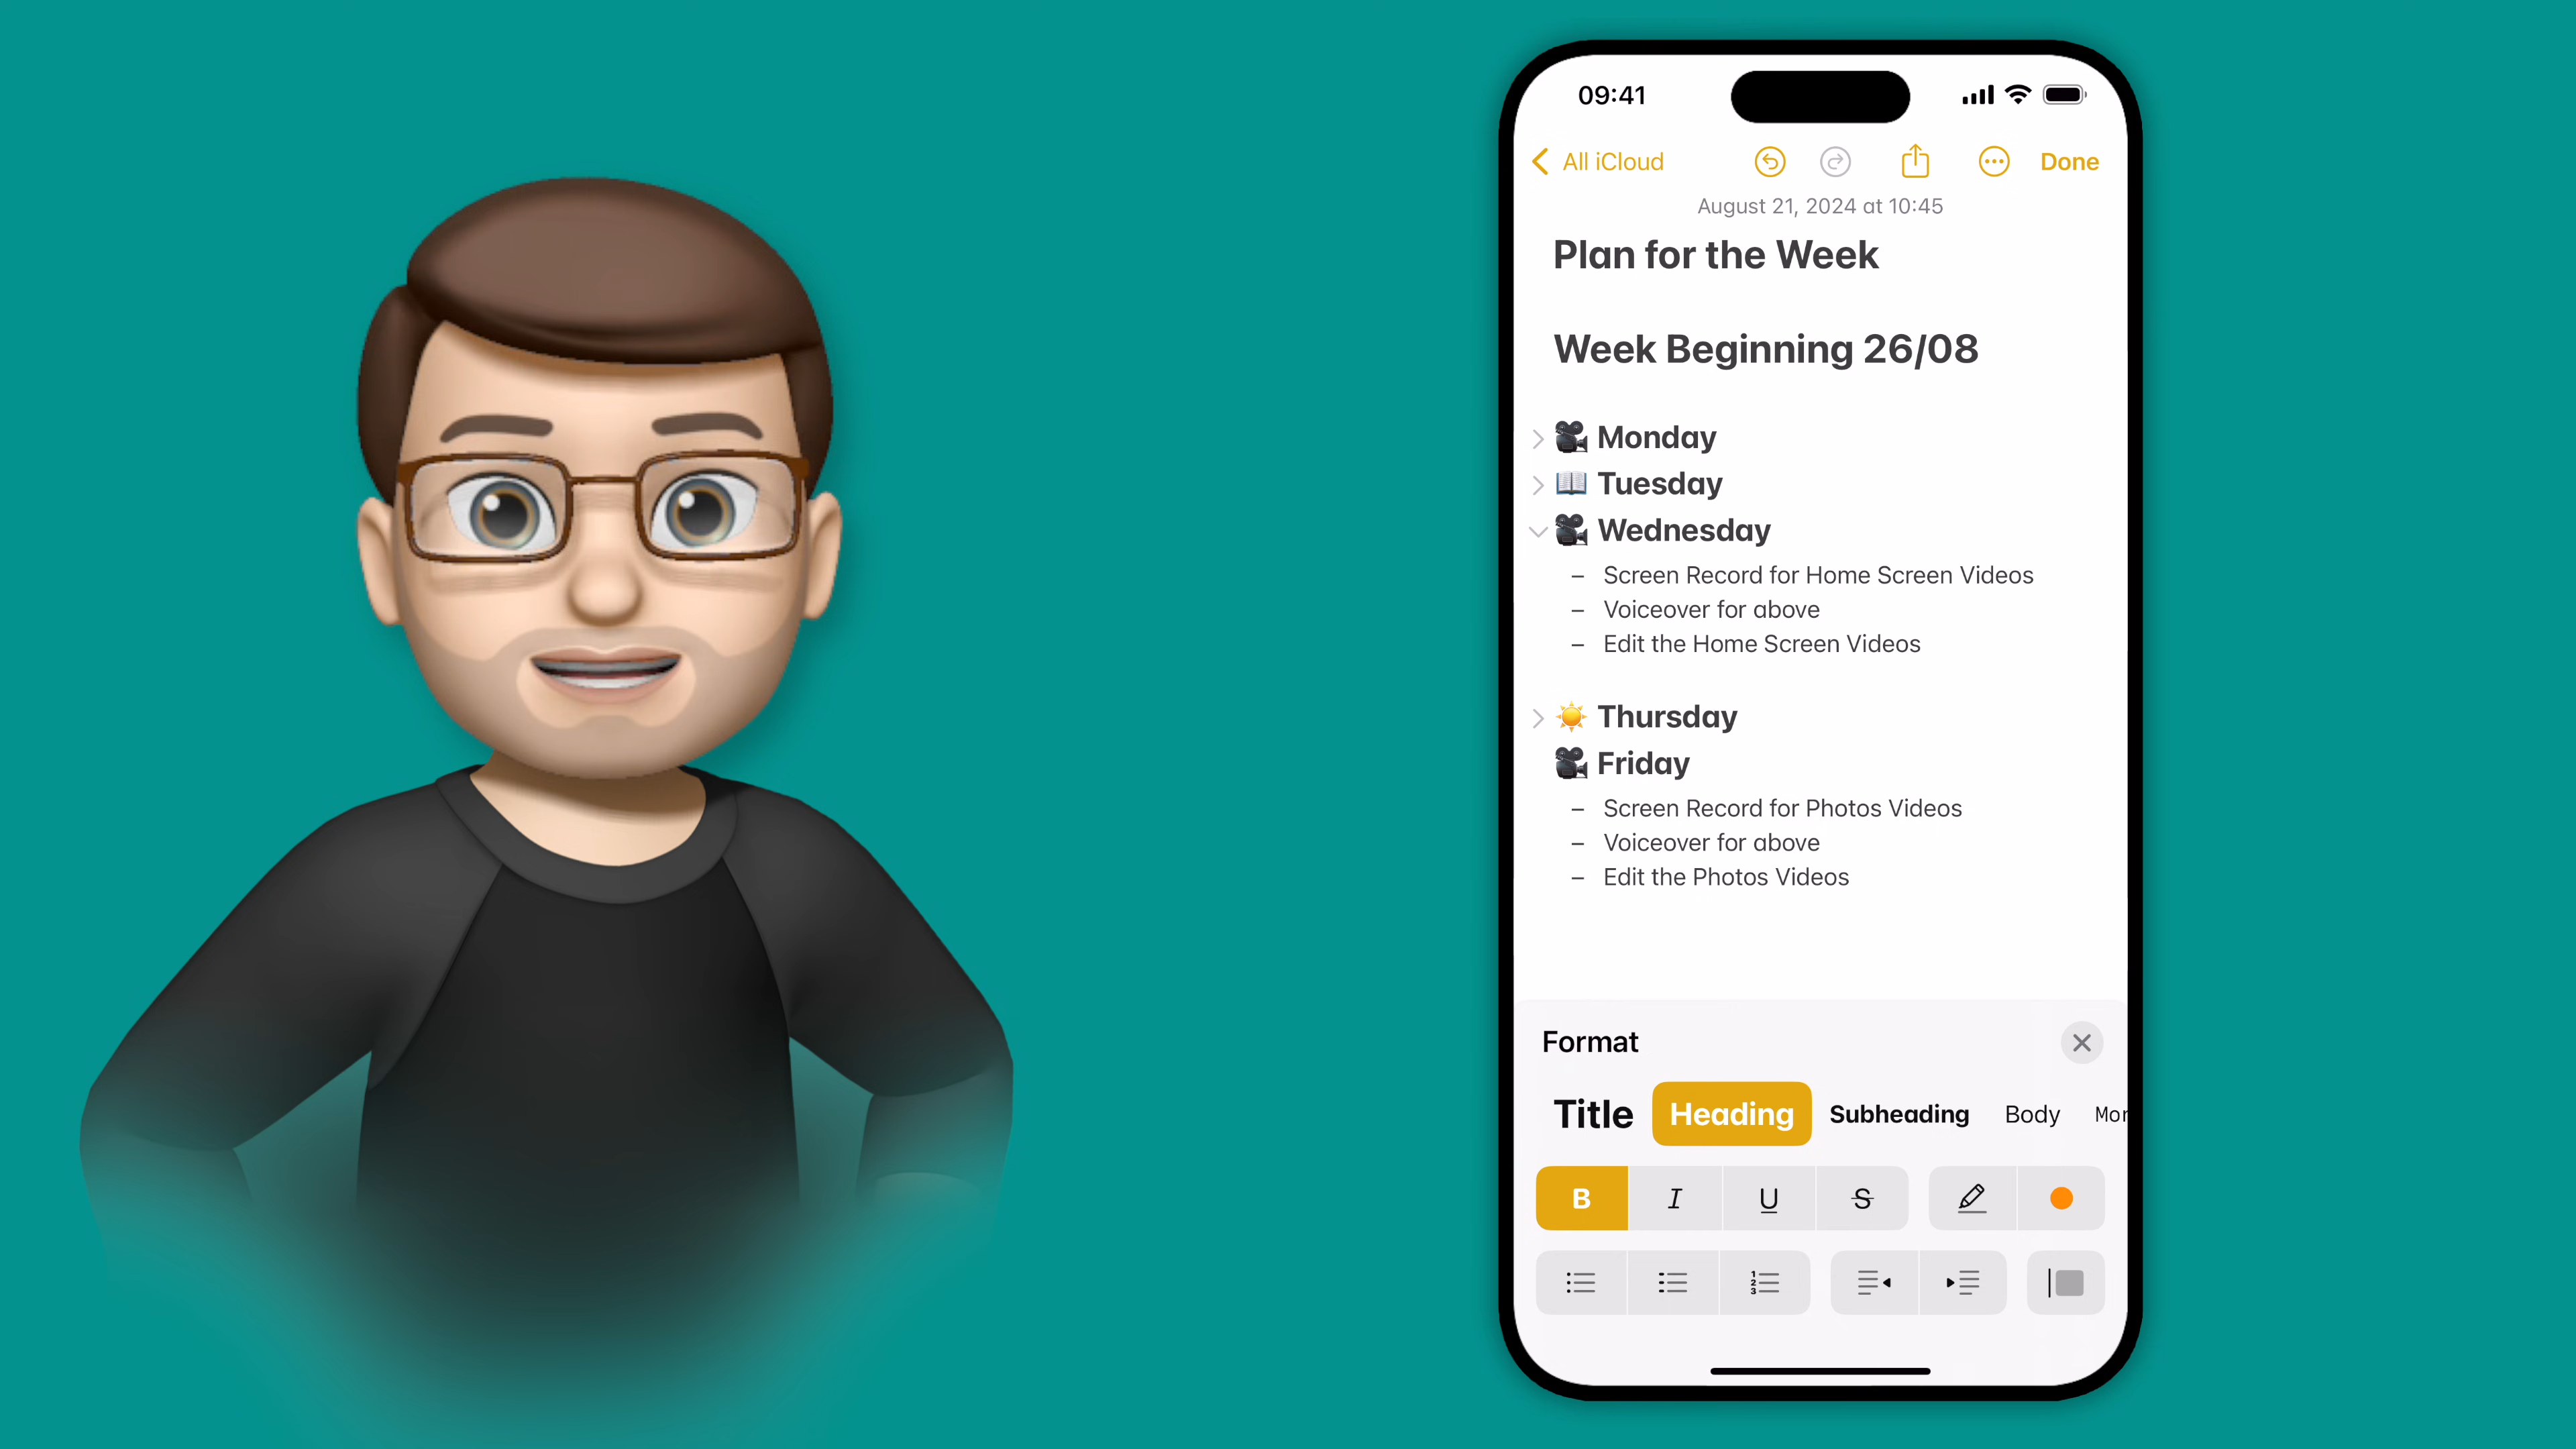 09:41
All iCloud
Done
August 21, 2024 at 10:45
Plan for the Week
Week Beginning 26/08
🎥 Monday
📖 Tuesday
🎥 Wednesday
– Screen Record for Home Screen Videos
– Voiceover for above
– Edit the Home Screen Videos
☀️ Thursday
🎥 Friday
– Screen Record for Photos Videos
– Voiceover for above
– Edit the Photos Videos
Format
Title Heading Subheading Body
B I U S